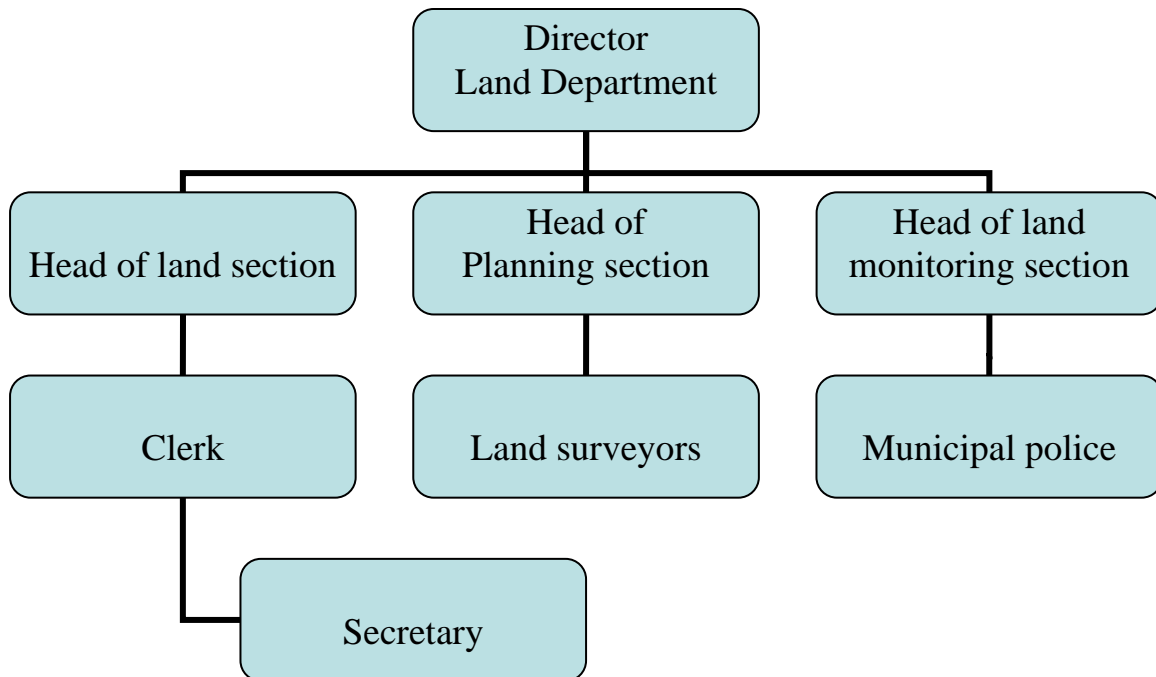 Director
Land Department
Head of land section
Head of
Planning section
Head of land
monitoring section
Clerk
Land surveyors
Municipal police
Secretary